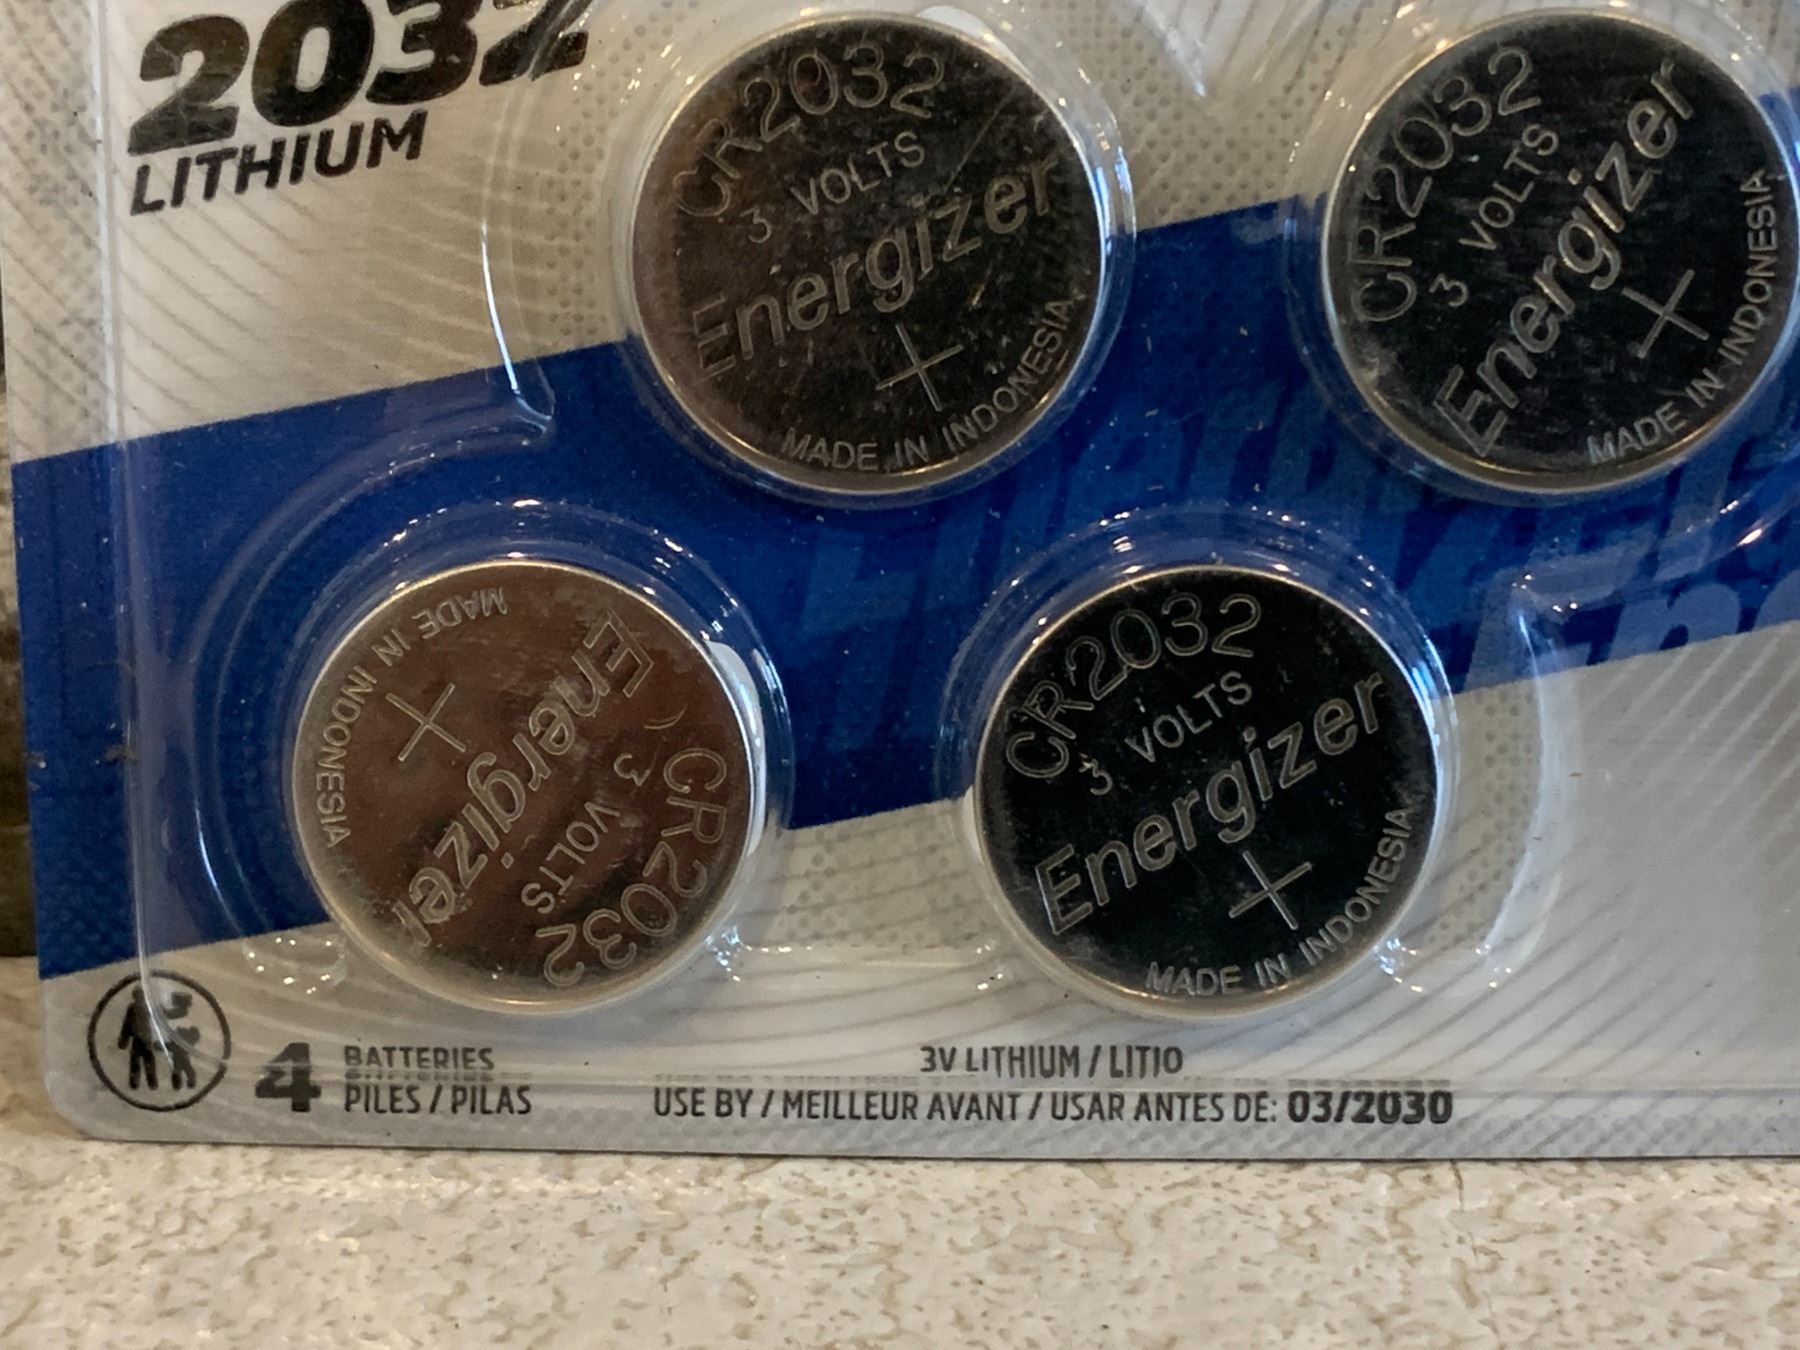 2032
LITHIUM
CR2032
3 VOLTS
Energizer
+
MADE IN INDONESIA
CR2032
3 VOLTS
Energizer
+
MADE IN INDONESIA
CR2032
3 VOLTS
Energizer
+
MADE IN INDONESIA
CR2032
3 VOLTS
Energizer
+
MADE IN INDONESIA
4 BATTERIES
PILES / PILAS
3V LITHIUM / LITIO
USE BY / MEILLEUR AVANT / USAR ANTES DE: 03/2030